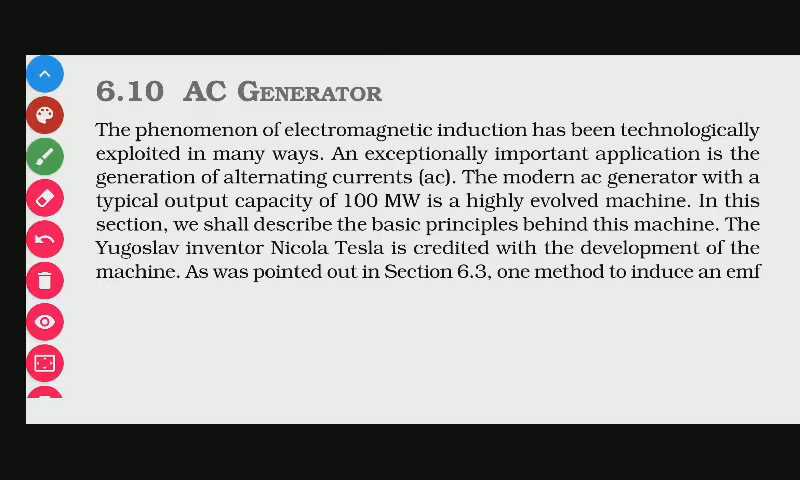 6.10 AC GENERATOR
The phenomenon of electromagnetic induction has been technologically
exploited in many ways. An exceptionally important application is the
generation of alternating currents (ac). The modern ac generator with a
typical output capacity of 100 MW is a highly evolved machine. In this
section, we shall describe the basic principles behind this machine. The
Yugoslav inventor Nicola Tesla is credited with the development of the
machine. As was pointed out in Section 6.3, one method to induce an emf